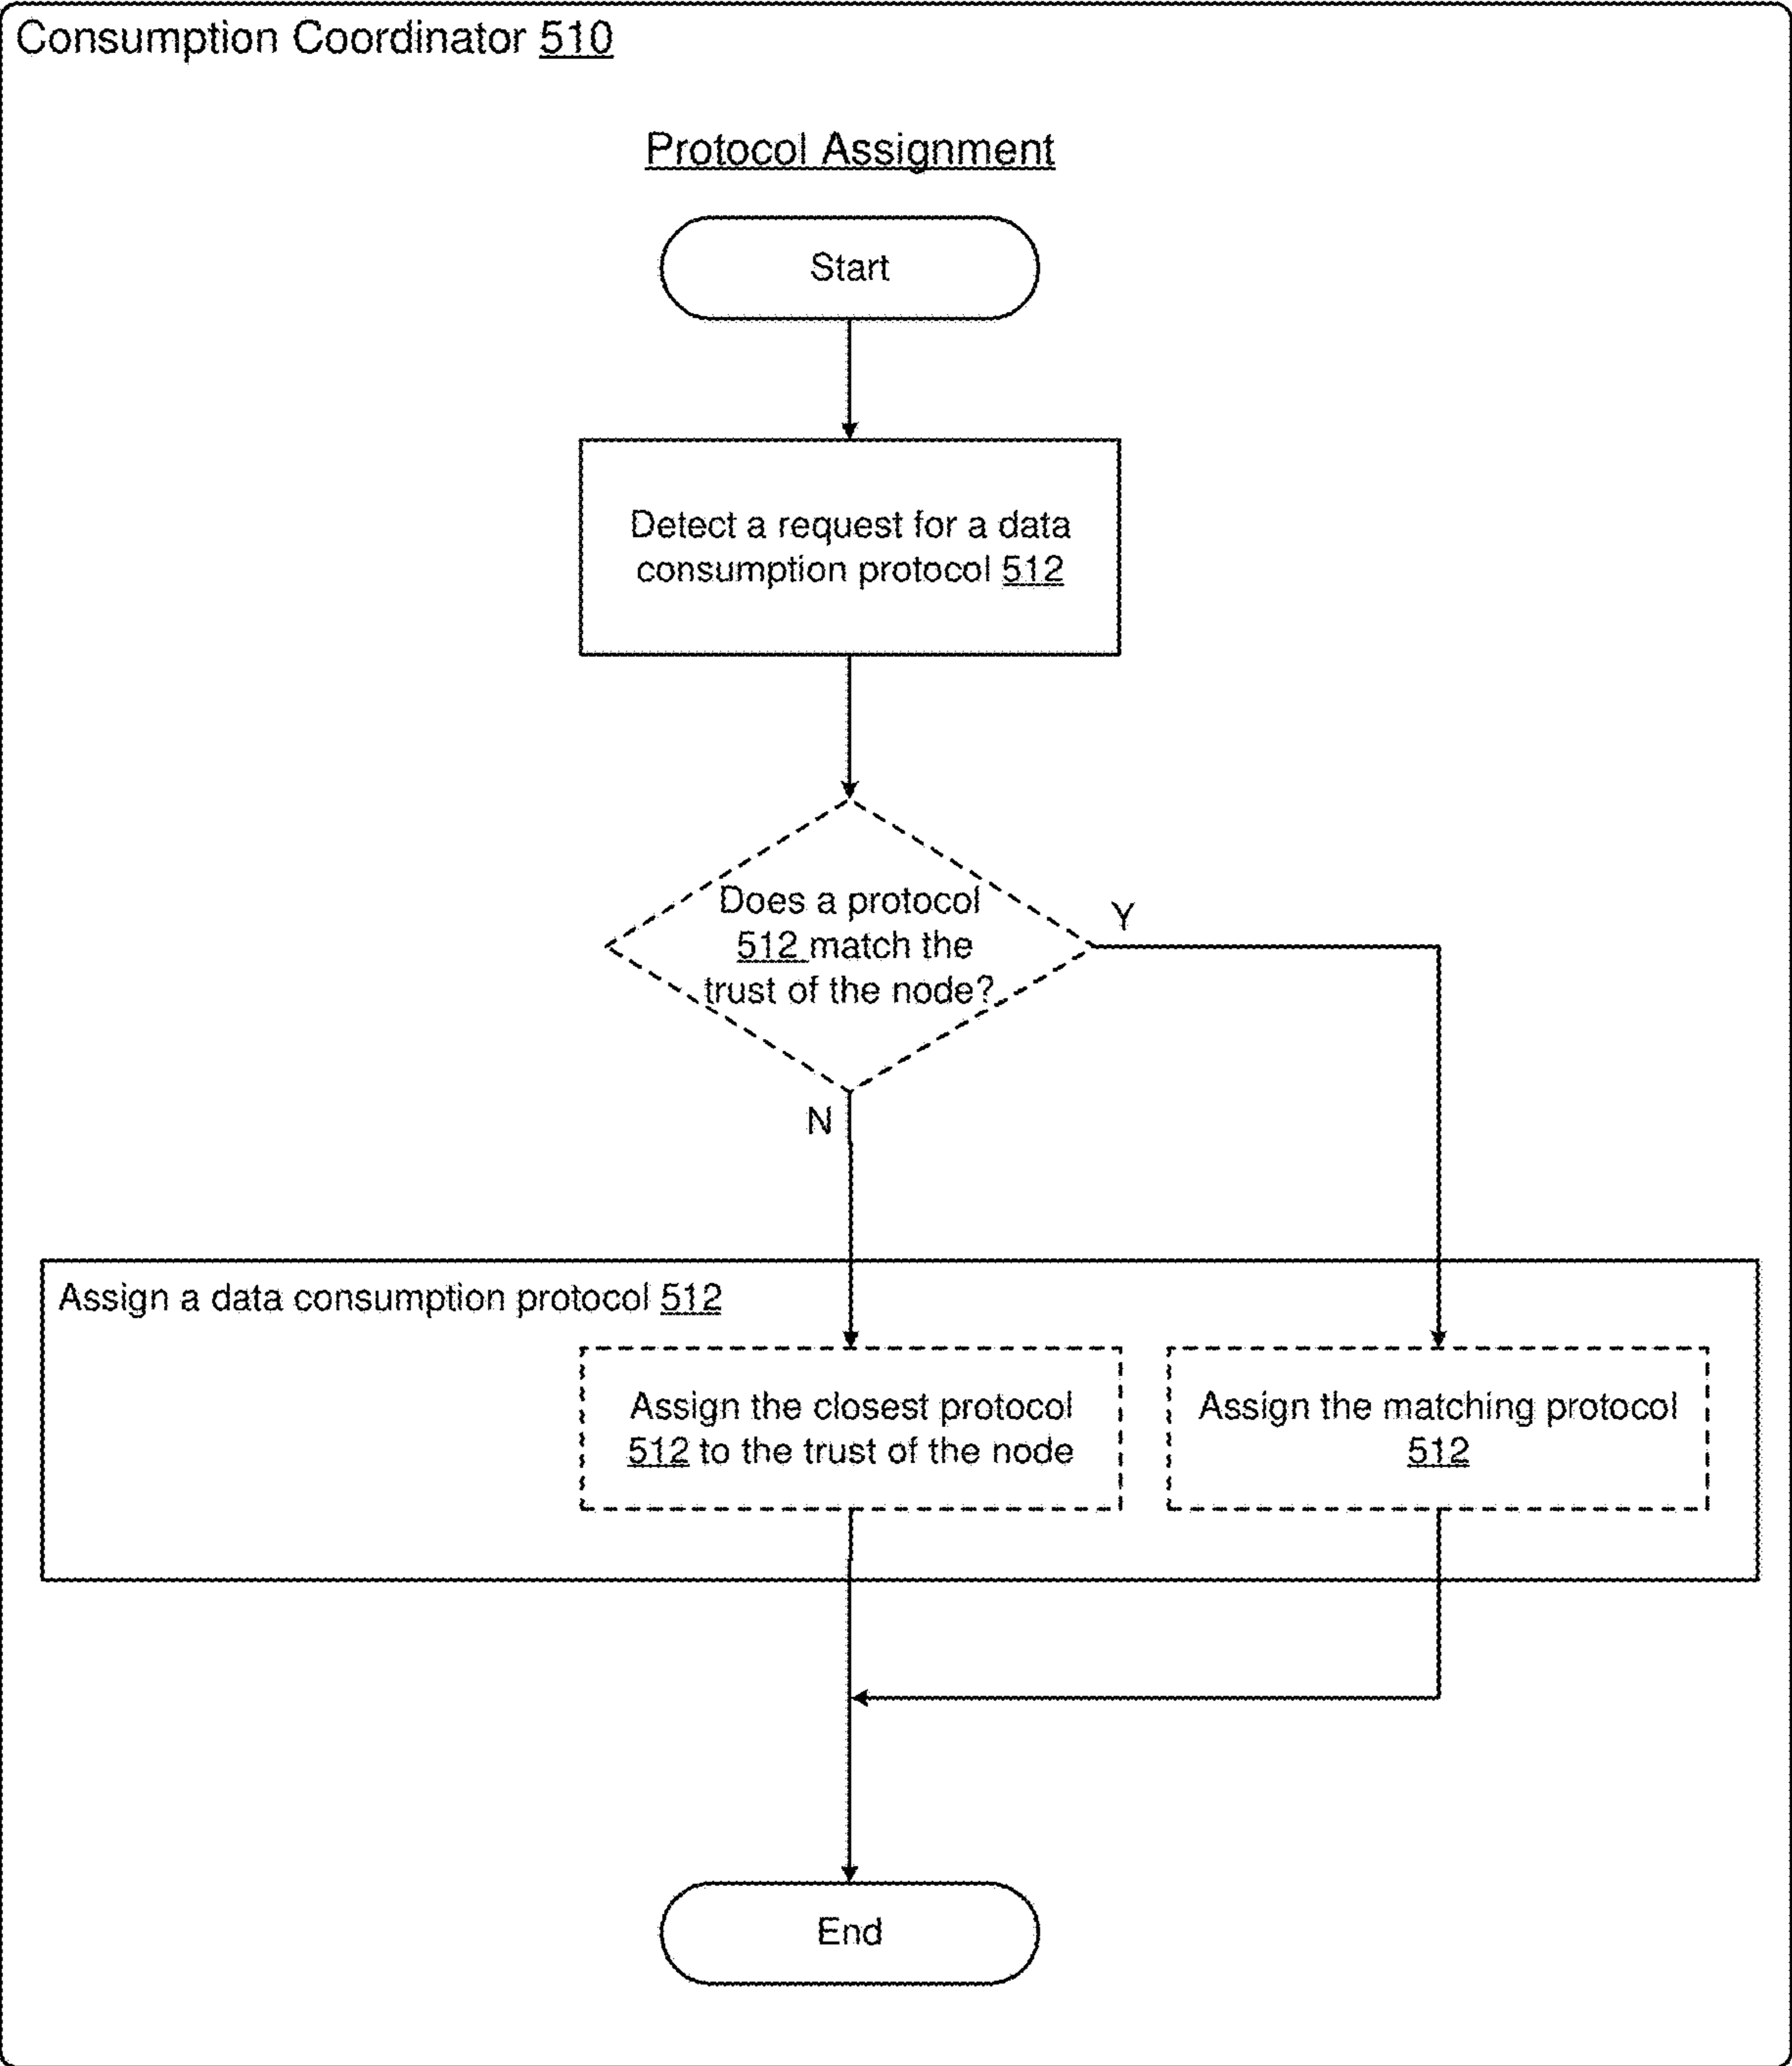 Consumption Coordinator 510
Protocol Assignment
Start
Detect a request for a data
consumption protocol 512
Does a protocol
512 match the
trust of the node?
Y
N
Assign a data consumption protocol 512
Assign the closest protocol
512 to the trust of the node
Assign the matching protocol
512
End